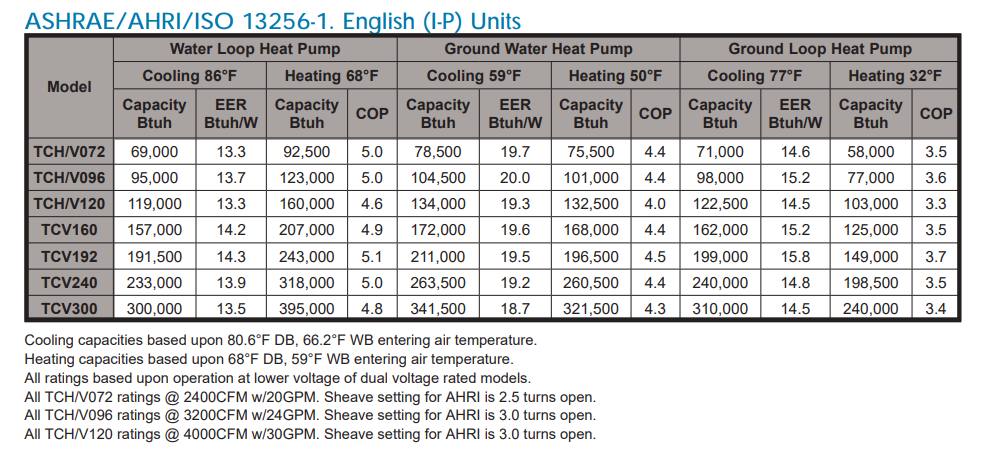 ASHRAE/AHRI/ISO 13256-1. English (I-P) Units
Water Loop Heat Pump Ground Water Heat Pump Ground Loop Heat Pump
Model Cooling 86°F Heating 68°F Cooling 59°F Heating 50°F Cooling 77°F Heating 32°F
Capacity Btuh EER Btuh/W Capacity Btuh COP Capacity Btuh EER Btuh/W Capacity Btuh COP Capacity Btuh EER Btuh/W Capacity Btuh COP
TCH/V072 69,000 13.3 92,500 5.0 78,500 19.7 75,500 4.4 71,000 14.6 58,000 3.5
TCH/V096 95,000 13.7 123,000 5.0 104,500 20.0 101,000 4.4 98,000 15.2 77,000 3.6
TCH/V120 119,000 13.3 160,000 4.6 134,000 19.3 132,500 4.0 122,500 14.5 103,000 3.3
TCV160 157,000 14.2 207,000 4.9 172,000 19.6 168,000 4.4 162,000 15.2 125,000 3.5
TCV192 191,500 14.3 243,000 5.1 211,000 19.5 196,500 4.5 199,000 15.8 149,000 3.7
TCV240 233,000 13.9 318,000 5.0 263,500 19.2 260,500 4.4 240,000 14.8 198,500 3.5
TCV300 300,000 13.5 395,000 4.8 341,500 18.7 321,500 4.3 310,000 14.5 240,000 3.4
Cooling capacities based upon 80.6°F DB, 66.2°F WB entering air temperature.
Heating capacities based upon 68°F DB, 59°F WB entering air temperature.
All ratings based upon operation at lower voltage of dual voltage rated models.
All TCH/V072 ratings @ 2400CFM w/20GPM. Sheave setting for AHRI is 2.5 turns open.
All TCH/V096 ratings @ 3200CFM w/24GPM. Sheave setting for AHRI is 3.0 turns open.
All TCH/V120 ratings @ 4000CFM w/30GPM. Sheave setting for AHRI is 3.0 turns open.